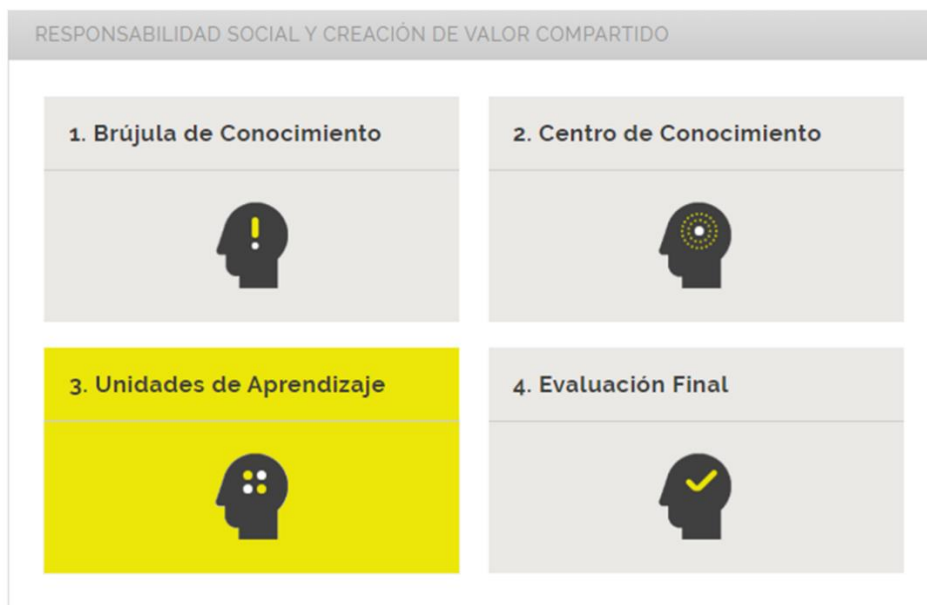 RESPONSABILIDAD SOCIAL Y CREACIÓN DE VALOR COMPARTIDO
1. Brújula de Conocimiento
2. Centro de Conocimiento
3. Unidades de Aprendizaje
4. Evaluación Final